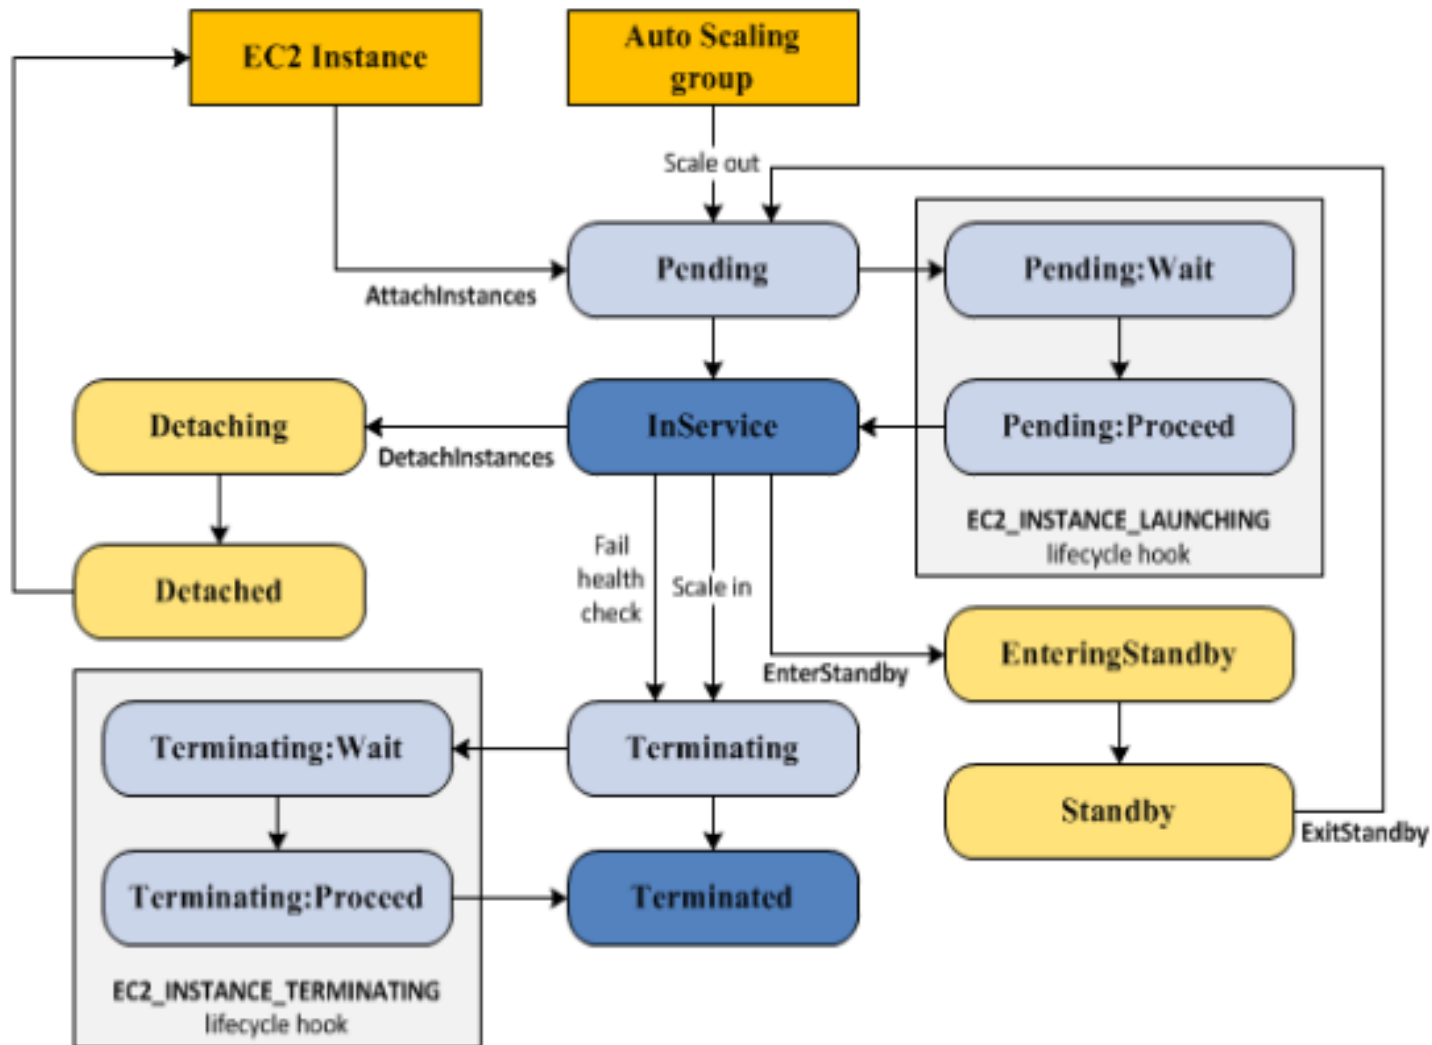 EC2 Instance
Auto Scaling
group
Scale out
Pending
Pending:Wait
AttachInstances
Detaching
InService
Pending:Proceed
DetachInstances
EC2_INSTANCE_LAUNCHING
lifecycle hook
Fail
health
check
Scale in
Detached
EnteringStandby
EnterStandby
Terminating:Wait
Terminating
Standby
ExitStandby
Terminating:Proceed
Terminated
EC2_INSTANCE_TERMINATING
lifecycle hook